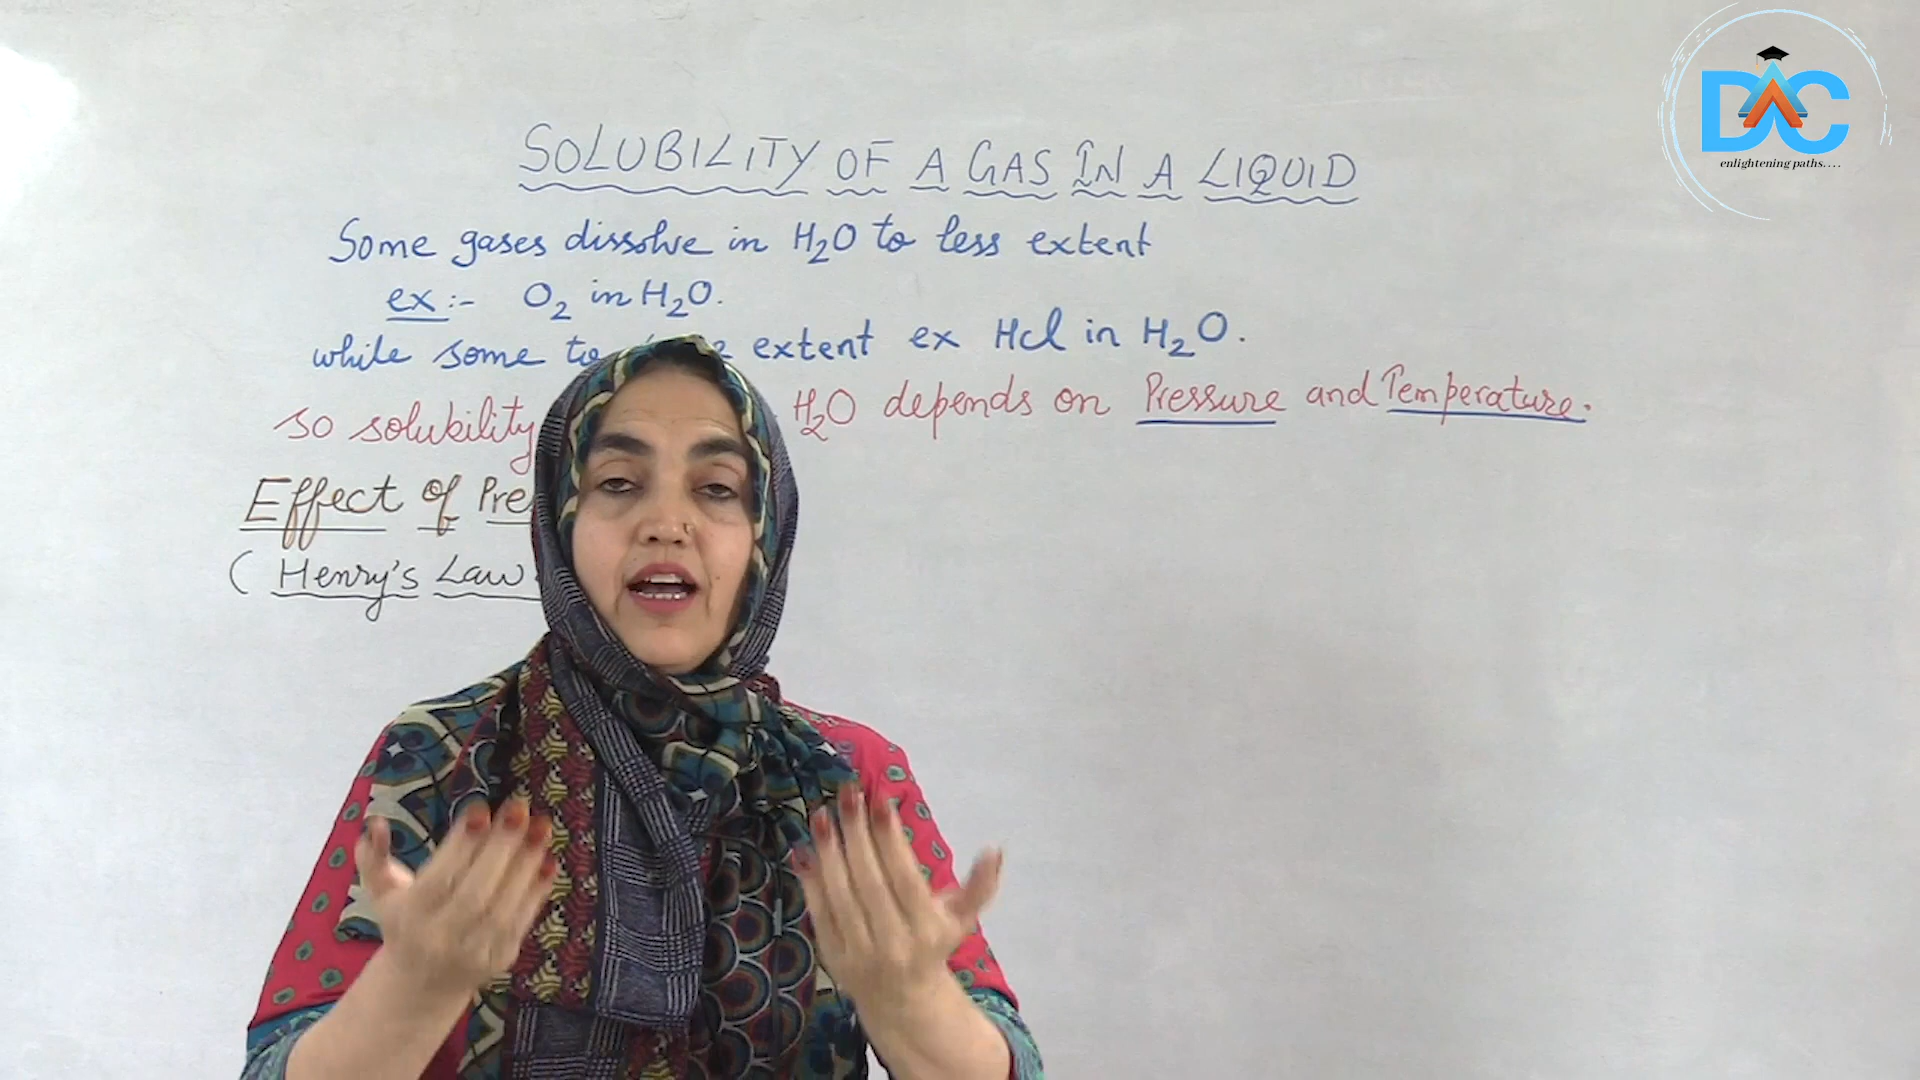 DAC
enlightening paths....
SOLUBILITY OF A GAS IN A LIQUID
Some gases dissolve in H₂O to less extent
ex :- O₂ in H₂O.
while some to extent ex HCl in H₂O.
so solubility H₂O depends on Pressure and Temperature.
Effect of
(Henry's Law